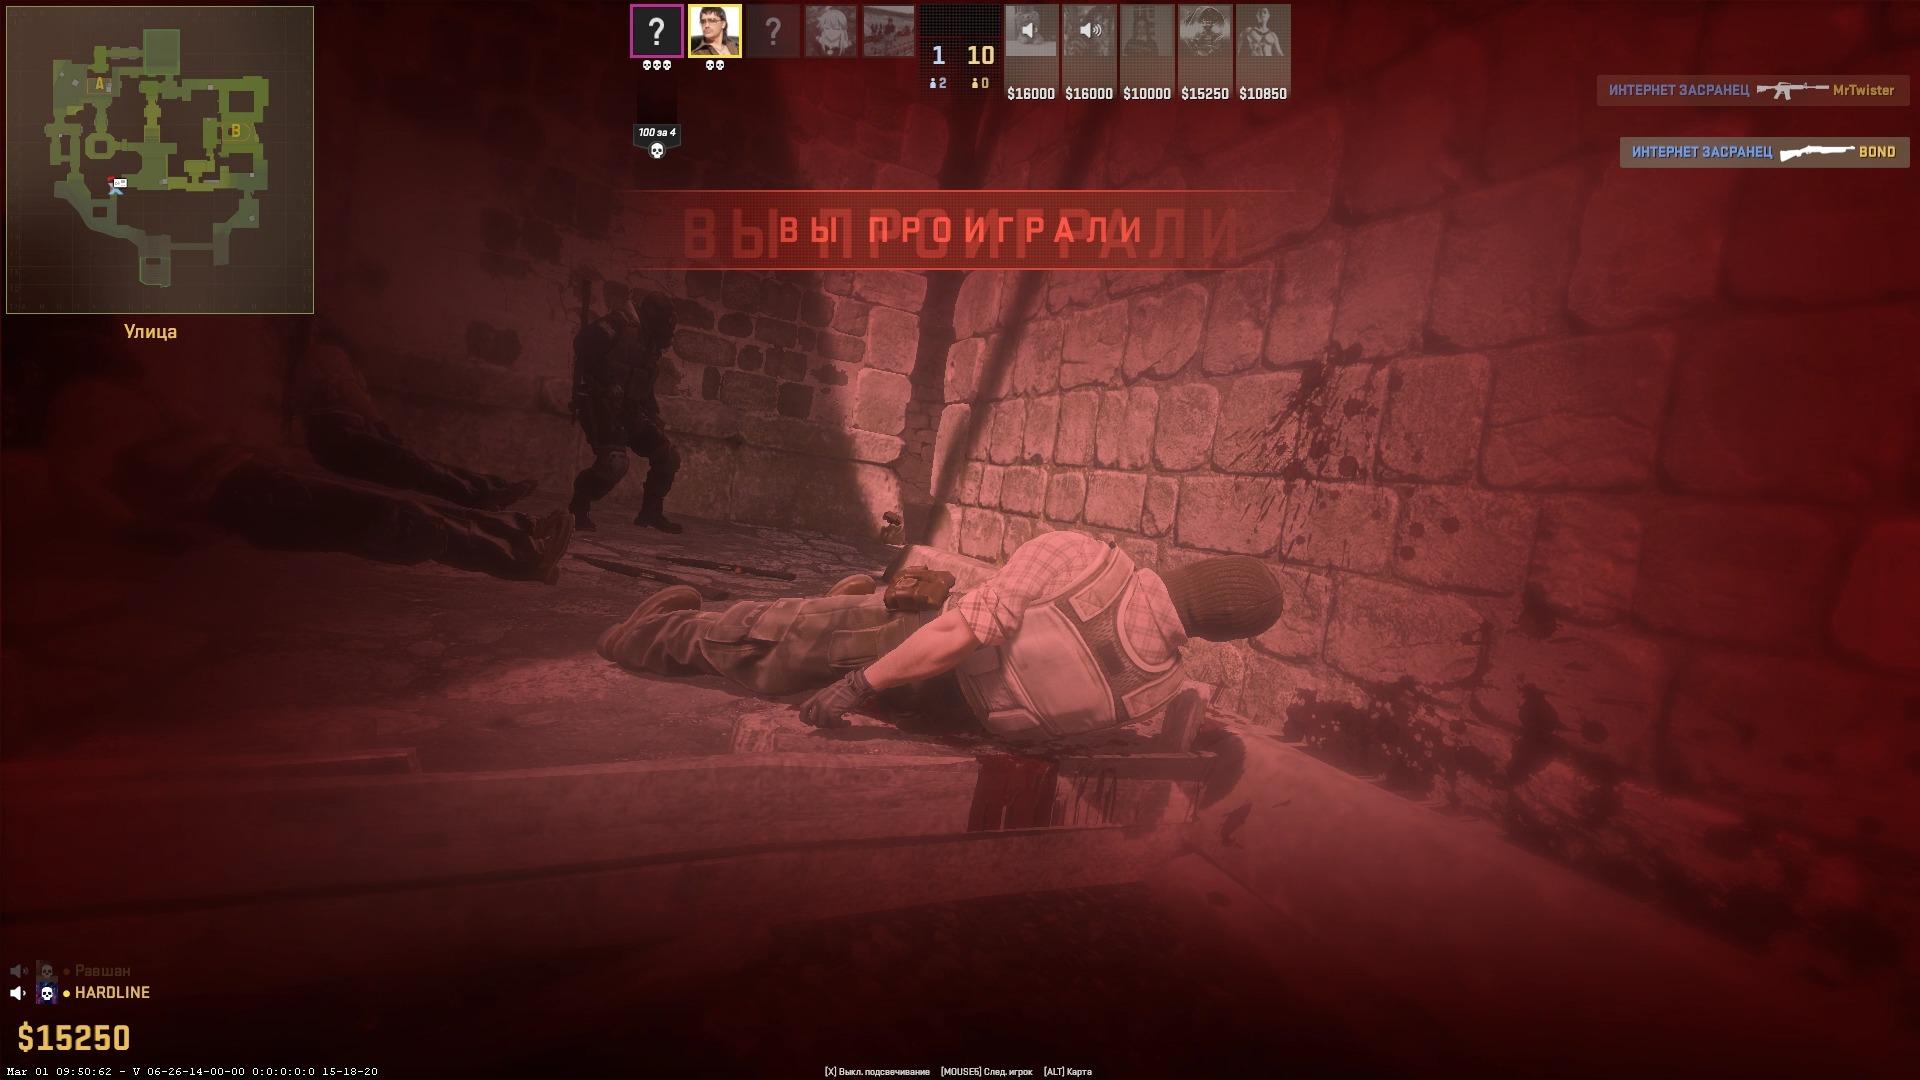 1 10
2 0
$16000 $16000 $10000 $15250 $10850
A
B
100 за 4
ИНТЕРНЕТ ЗАСРАНЕЦ MrTwister
ИНТЕРНЕТ ЗАСРАНЕЦ BOND
ВЫ ПРОИГРАЛИ
Улица
Равшан
HARDLINE
$15250
Mar 01 09:50:62 - V 06-26-14-00-00 0:0:0:0:0 15-18-20
[X] Выкл. подсвечивание [MOUSE5] След. игрок [ALT] Карта